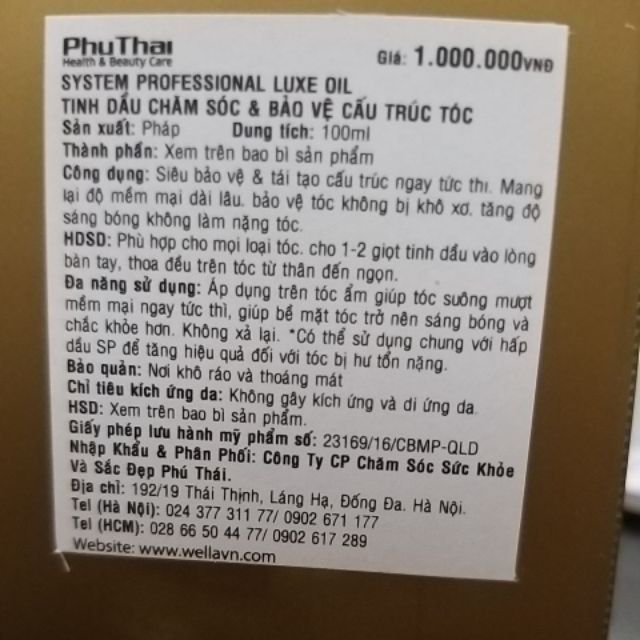 PhuThai
Health & Beauty Care
Giá: 1.000.000VNĐ
SYSTEM PROFESSIONAL LUXE OIL
TINH DẦU CHĂM SÓC & BẢO VỆ CẤU TRÚC TÓC
Sản xuất: Pháp Dung tích: 100ml
Thành phần: Xem trên bao bì sản phẩm
Công dụng: Siêu bảo vệ & tái tạo cấu trúc ngay tức thì. Mang
lại độ mềm mại dài lâu. bảo vệ tóc không bị khô xơ. tăng độ
sáng bóng không làm nặng tóc.
HDSD: Phù hợp cho mọi loại tóc. cho 1-2 giọt tinh dầu vào lòng
bàn tay, thoa đều trên tóc từ thân đến ngọn.
Đa năng sử dụng: Áp dụng trên tóc ẩm giúp tóc suông mượt
mềm mại ngay tức thì, giúp bề mặt tóc trở nên sáng bóng và
chắc khỏe hơn. Không xả lại. *Có thể sử dụng chung với hấp
dầu SP để tăng hiệu quả đối với tóc bị hư tổn nặng.
Bảo quản: Nơi khô ráo và thoáng mát
Chỉ tiêu kích ứng da: Không gây kích ứng và dị ứng da.
HSD: Xem trên bao bì sản phẩm.
Giấy phép lưu hành mỹ phẩm số: 23169/16/CBMP-QLD
Nhập Khẩu & Phân Phối: Công Ty CP Chăm Sóc Sức Khỏe
Và Sắc Đẹp Phú Thái.
Địa chỉ: 192/19 Thái Thịnh, Láng Hạ, Đống Đa. Hà Nội.
Tel (Hà Nội): 024 377 311 77/ 0902 671 177
Tel (HCM): 028 66 50 44 77/ 0902 617 289
Website: www.wellavn.com